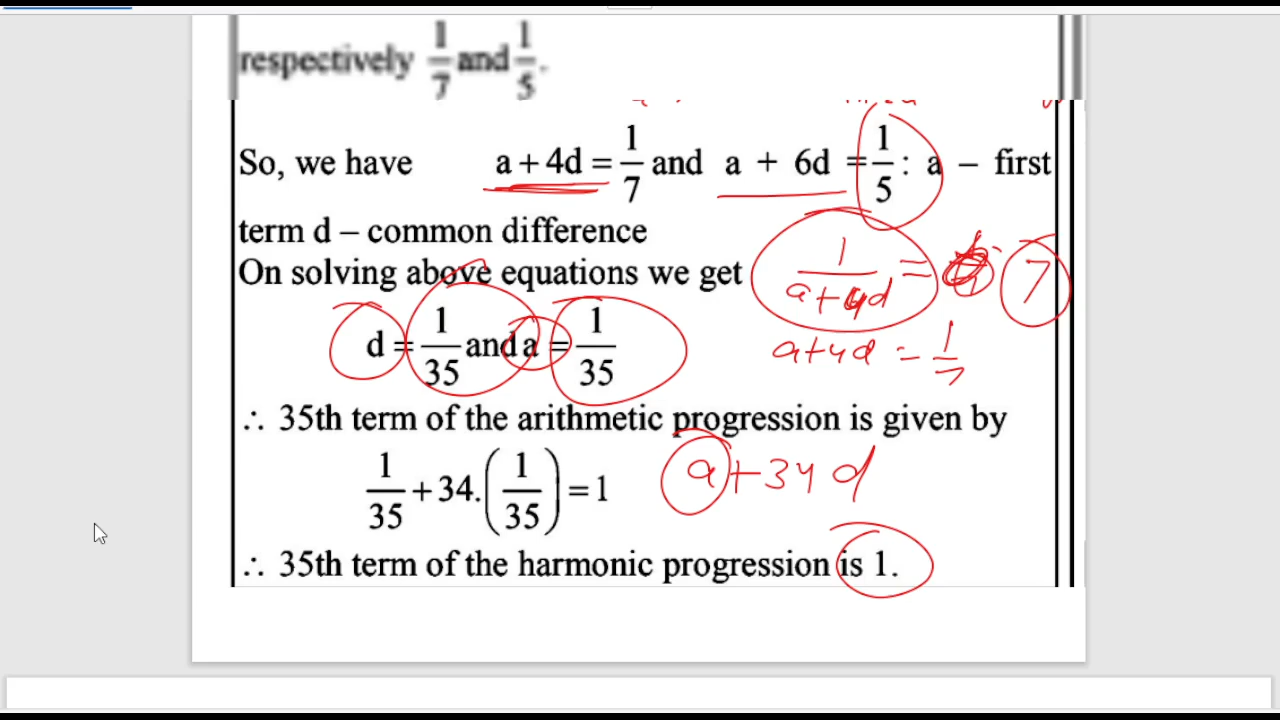 respectively 1/7 and 1/5.
So, we have a + 4d = 1/7 and a + 6d = 1/5 : a – first
term d – common difference
On solving above equations we get
1/(a+4d) = 7
d = 1/35 and a = 1/35
a+4d = 1/7
∴ 35th term of the arithmetic progression is given by
1/35 + 34.(1/35) = 1
a+34d
∴ 35th term of the harmonic progression is 1.